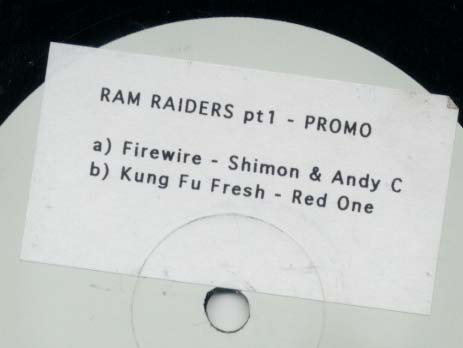 RAM RAIDERS pt1 - PROMO
a) Firewire - Shimon & Andy C
b) Kung Fu Fresh - Red One